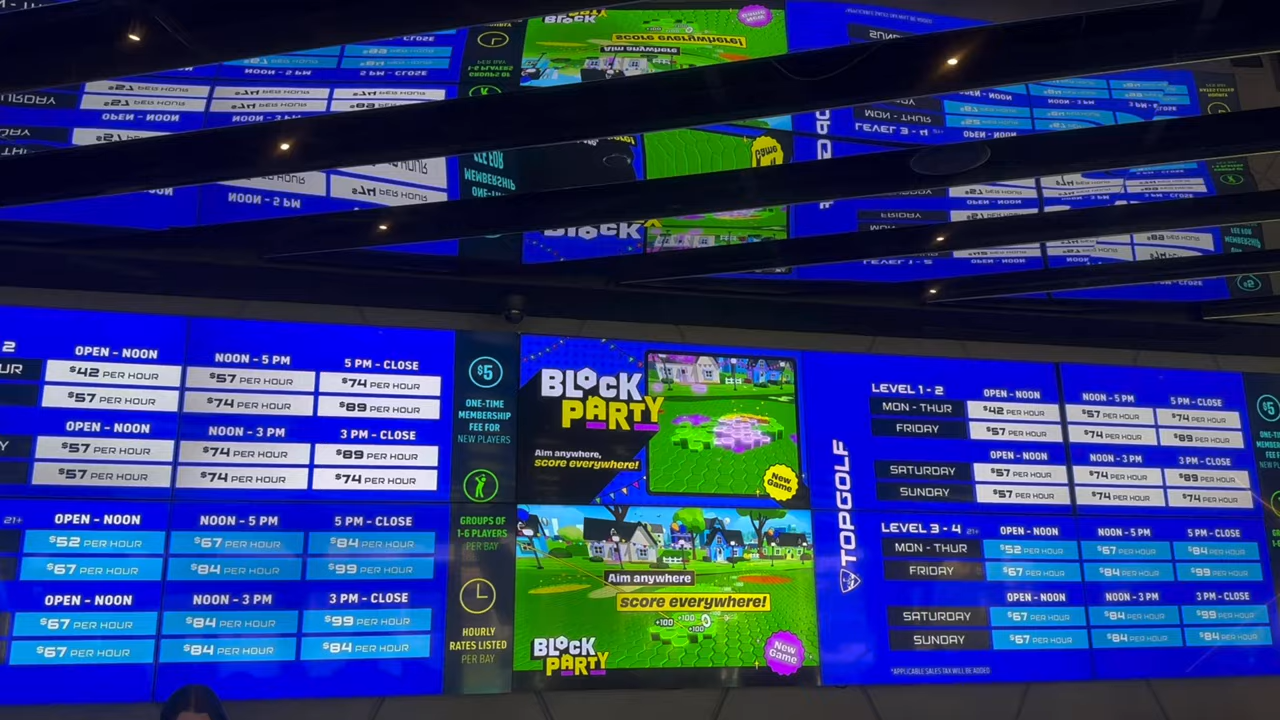 2
OPEN - NOON NOON - 5 PM 5 PM - CLOSE
UR $42 PER HOUR $57 PER HOUR $74 PER HOUR
$57 PER HOUR $74 PER HOUR $89 PER HOUR
OPEN - NOON NOON - 3 PM 3 PM - CLOSE
Y $57 PER HOUR $74 PER HOUR $89 PER HOUR
$57 PER HOUR $74 PER HOUR $74 PER HOUR
21+ OPEN - NOON NOON - 5 PM 5 PM - CLOSE
$52 PER HOUR $67 PER HOUR $84 PER HOUR
$67 PER HOUR $84 PER HOUR $99 PER HOUR
OPEN - NOON NOON - 3 PM 3 PM - CLOSE
$67 PER HOUR $84 PER HOUR $99 PER HOUR
$67 PER HOUR $84 PER HOUR $84 PER HOUR
$5
ONE-TIME
MEMBERSHIP
FEE FOR
NEW PLAYERS
GROUPS OF
1-6 PLAYERS
PER BAY
HOURLY
RATES LISTED
PER BAY
BLOCK
PARTY
Aim anywhere,
score everywhere!
New
Game
Aim anywhere
score everywhere!
+100 +100
+100
BLOCK
PARTY
New
Game
TOPGOLF
LEVEL 1 - 2 OPEN - NOON NOON - 5 PM 5 PM - CLOSE
MON - THUR $42 PER HOUR $57 PER HOUR $74 PER HOUR
FRIDAY $57 PER HOUR $74 PER HOUR $89 PER HOUR
OPEN - NOON NOON - 3 PM 3 PM - CLOSE
SATURDAY $57 PER HOUR $74 PER HOUR $89 PER HOUR
SUNDAY $57 PER HOUR $74 PER HOUR $74 PER HOUR
LEVEL 3 - 4 21+ OPEN - NOON NOON - 5 PM 5 PM - CLOSE
MON - THUR $52 PER HOUR $67 PER HOUR $84 PER HOUR
FRIDAY $67 PER HOUR $84 PER HOUR $99 PER HOUR
OPEN - NOON NOON - 3 PM 3 PM - CLOSE
SATURDAY $67 PER HOUR $84 PER HOUR $99 PER HOUR
SUNDAY $67 PER HOUR $84 PER HOUR $84 PER HOUR
*APPLICABLE SALES TAX WILL BE ADDED
$5